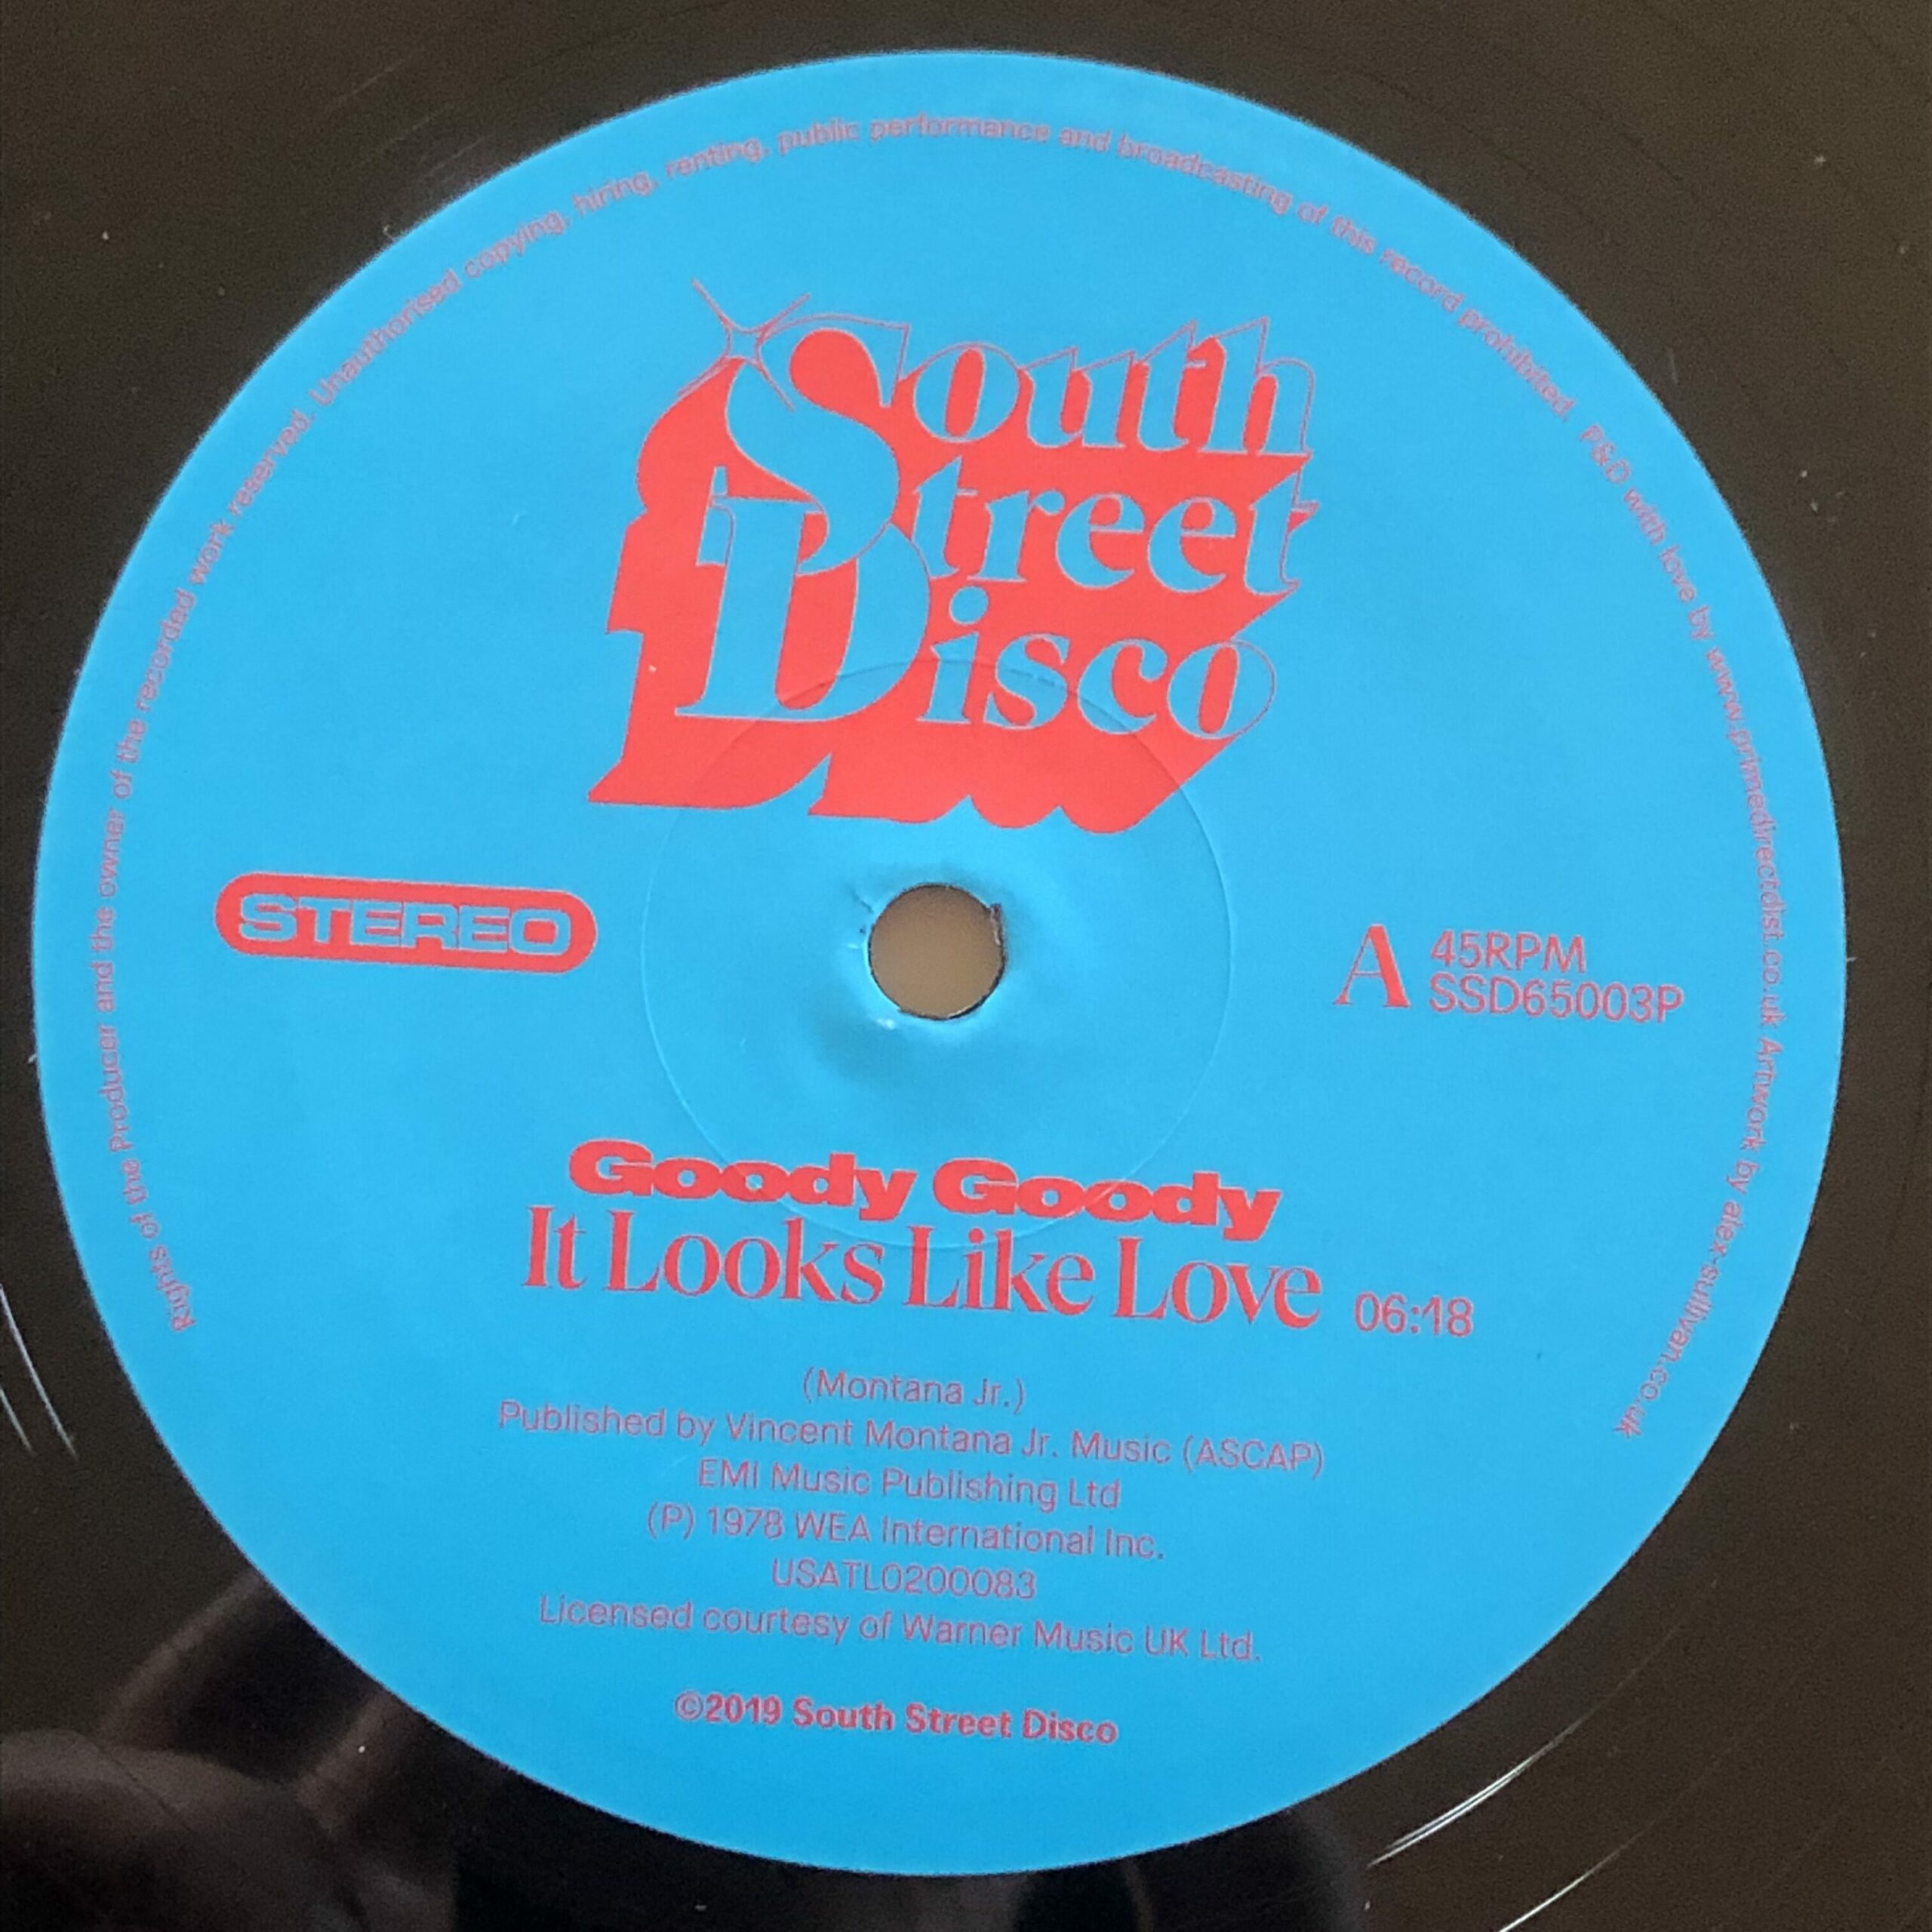 Rights of the Producer and the owner of the recorded work reserved. Unauthorised copying, hiring, renting, public performance and broadcasting of this record prohibited. P&D with love by www.primedirectdist.co.uk Artwork by alex-sullivan.co.uk
South
Street
Disco
STEREO
A 45RPM
SSD65003P
Goody Goody
It Looks Like Love 06:18
(Montana Jr.)
Published by Vincent Montana Jr. Music (ASCAP)
EMI Music Publishing Ltd
(P) 1978 WEA International Inc.
USATL0200083
Licensed courtesy of Warner Music UK Ltd.
©2019 South Street Disco